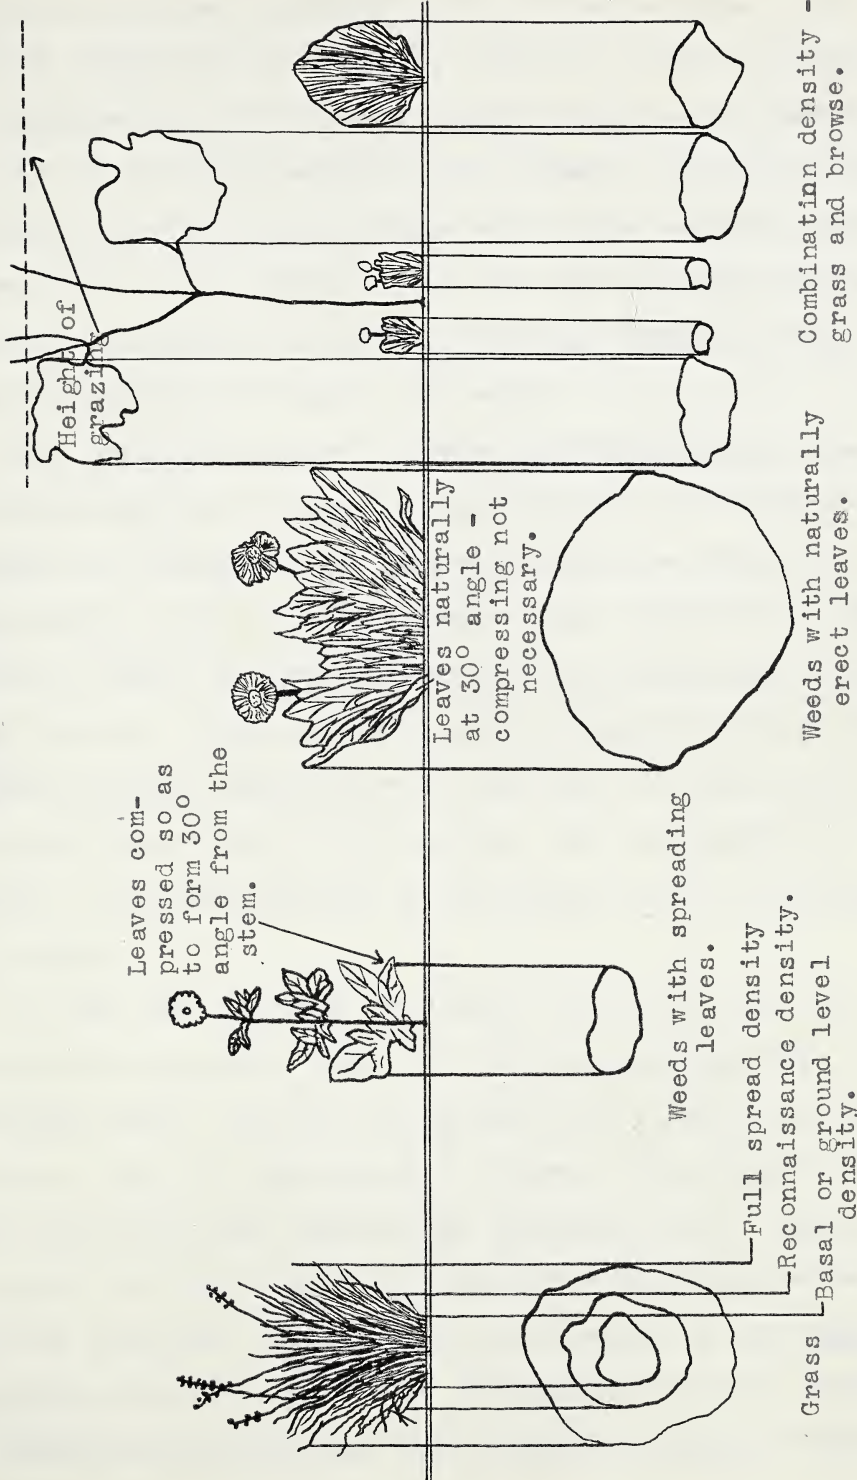 Leaves com-
pressed so as
to form 30°
angle from the
stem.
Height of
grazing
Leaves naturally
at 30° angle -
compressing not
necessary.
Full spread density
Reconnaissance density.
Basal or ground level
density.
Grass
Weeds with spreading
leaves.
Weeds with naturally
erect leaves.
Combination density -
grass and browse.